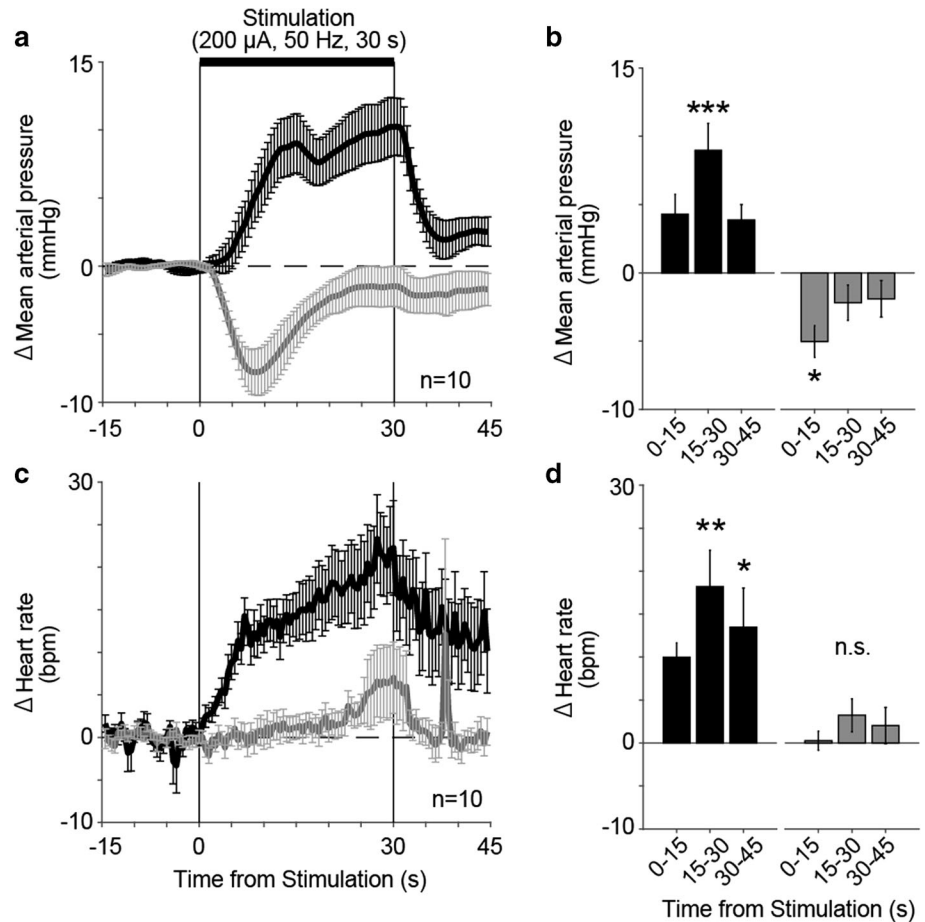 Stimulation
(200 µA, 50 Hz, 30 s)
a
Δ Mean arterial pressure
(mmHg)
15
0
-10
-15
0
30
45
n=10
b
Δ Mean arterial pressure
(mmHg)
15
0
-10
***
*
0-15
15-30
30-45
0-15
15-30
30-45
c
Δ Heart rate
(bpm)
30
0
-10
-15
0
30
45
n=10
Time from Stimulation (s)
d
Δ Heart rate
(bpm)
30
0
-10
**
*
n.s.
0-15
15-30
30-45
0-15
15-30
30-45
Time from Stimulation (s)